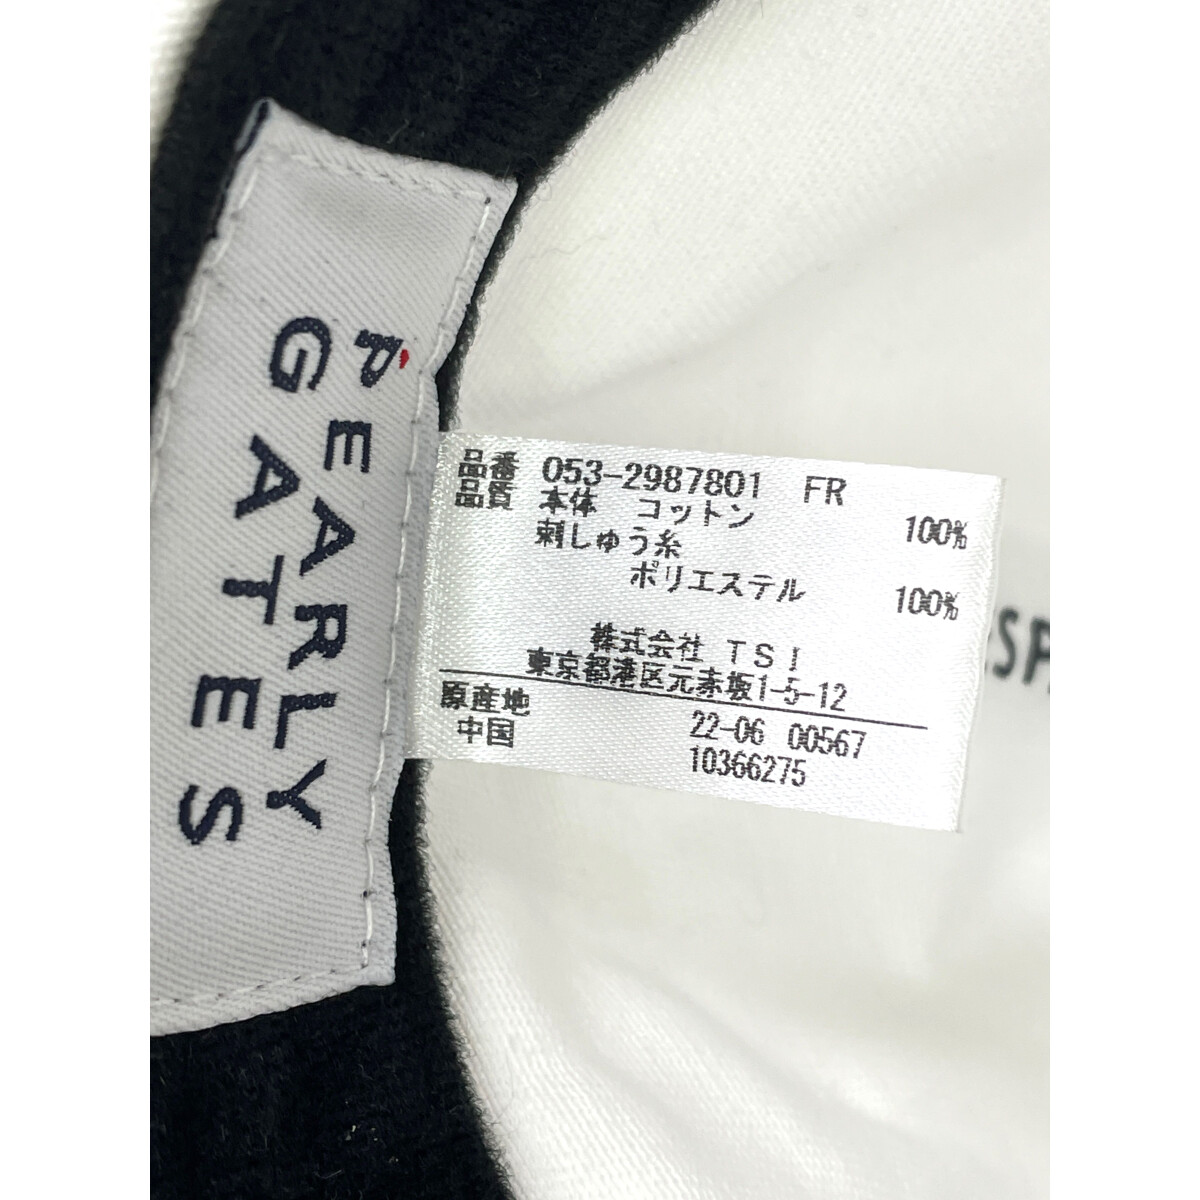 PEARLY
GATES
品番 053-2987801 FR
品質 本体 コットン 100%
刺しゅう糸
ポリエステル 100%
株式会社 TSI
東京都港区元赤坂1-5-12
原産地 22-06 00567
中国 10366275